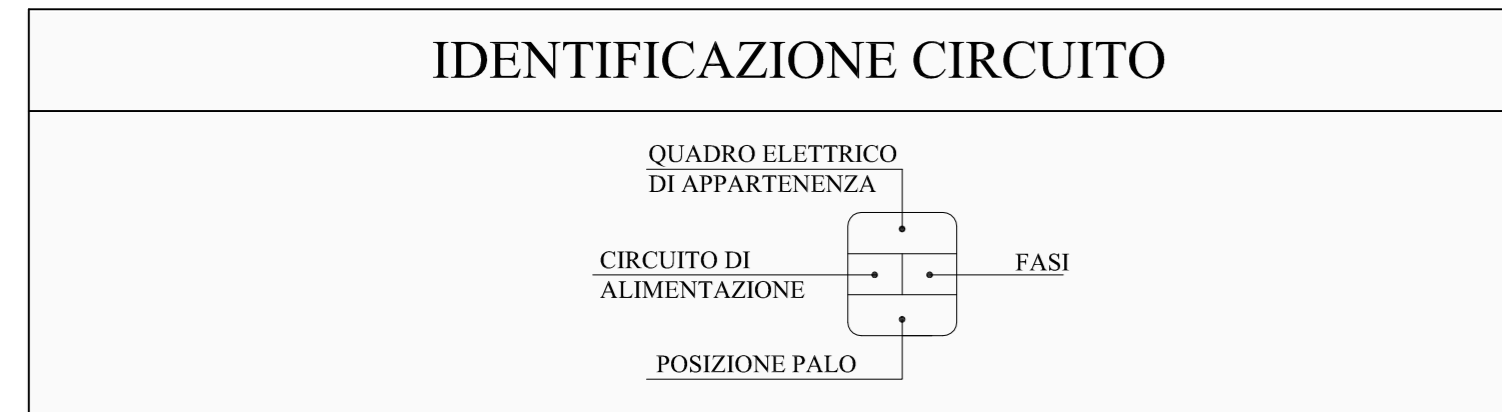 IDENTIFICAZIONE CIRCUITO
QUADRO ELETTRICO
DI APPARTENENZA
CIRCUITO DI
ALIMENTAZIONE
FASI
POSIZIONE PALO